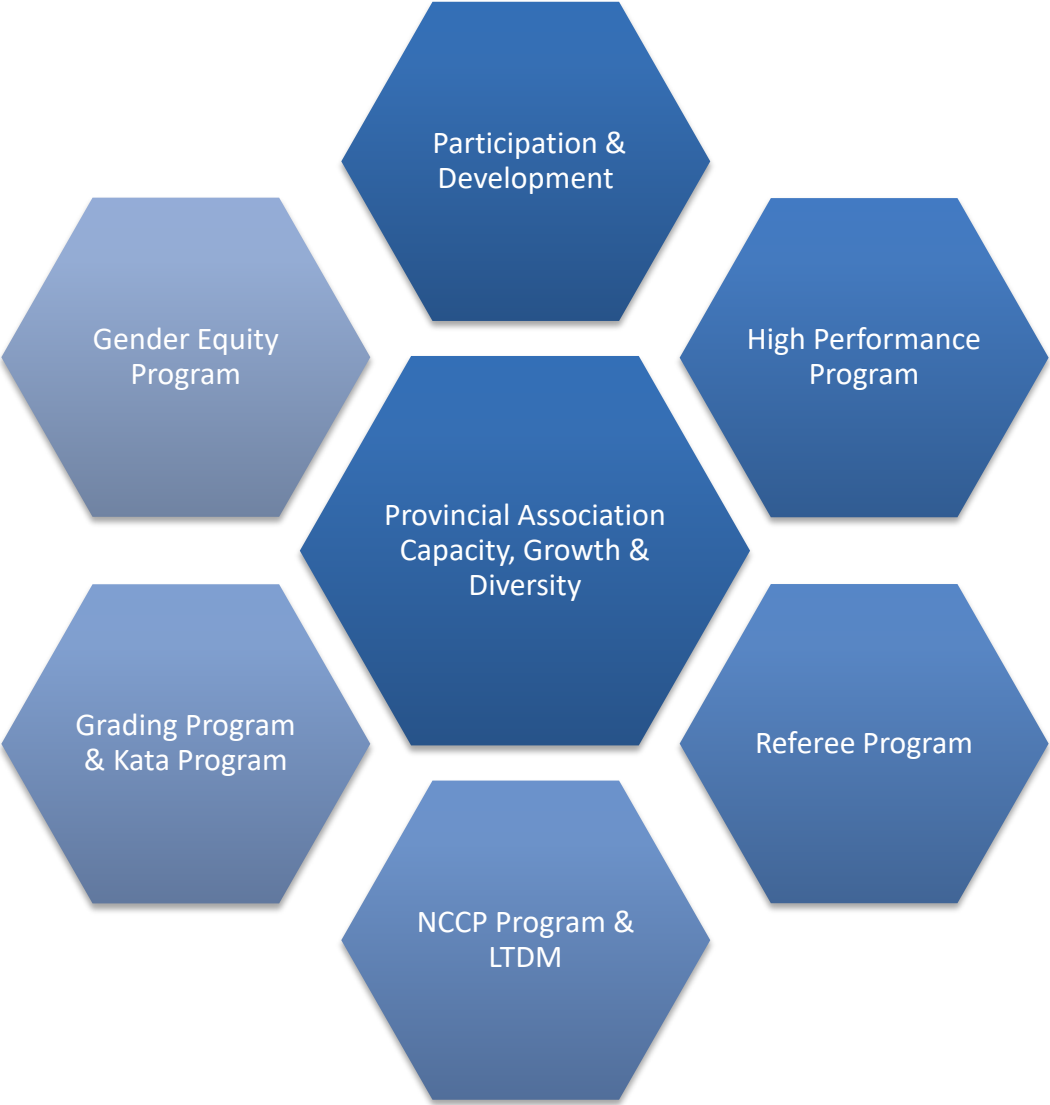 Participation &
Development
Gender Equity
Program
High Performance
Program
Provincial Association
Capacity, Growth &
Diversity
Grading Program
& Kata Program
Referee Program
NCCP Program &
LTDM